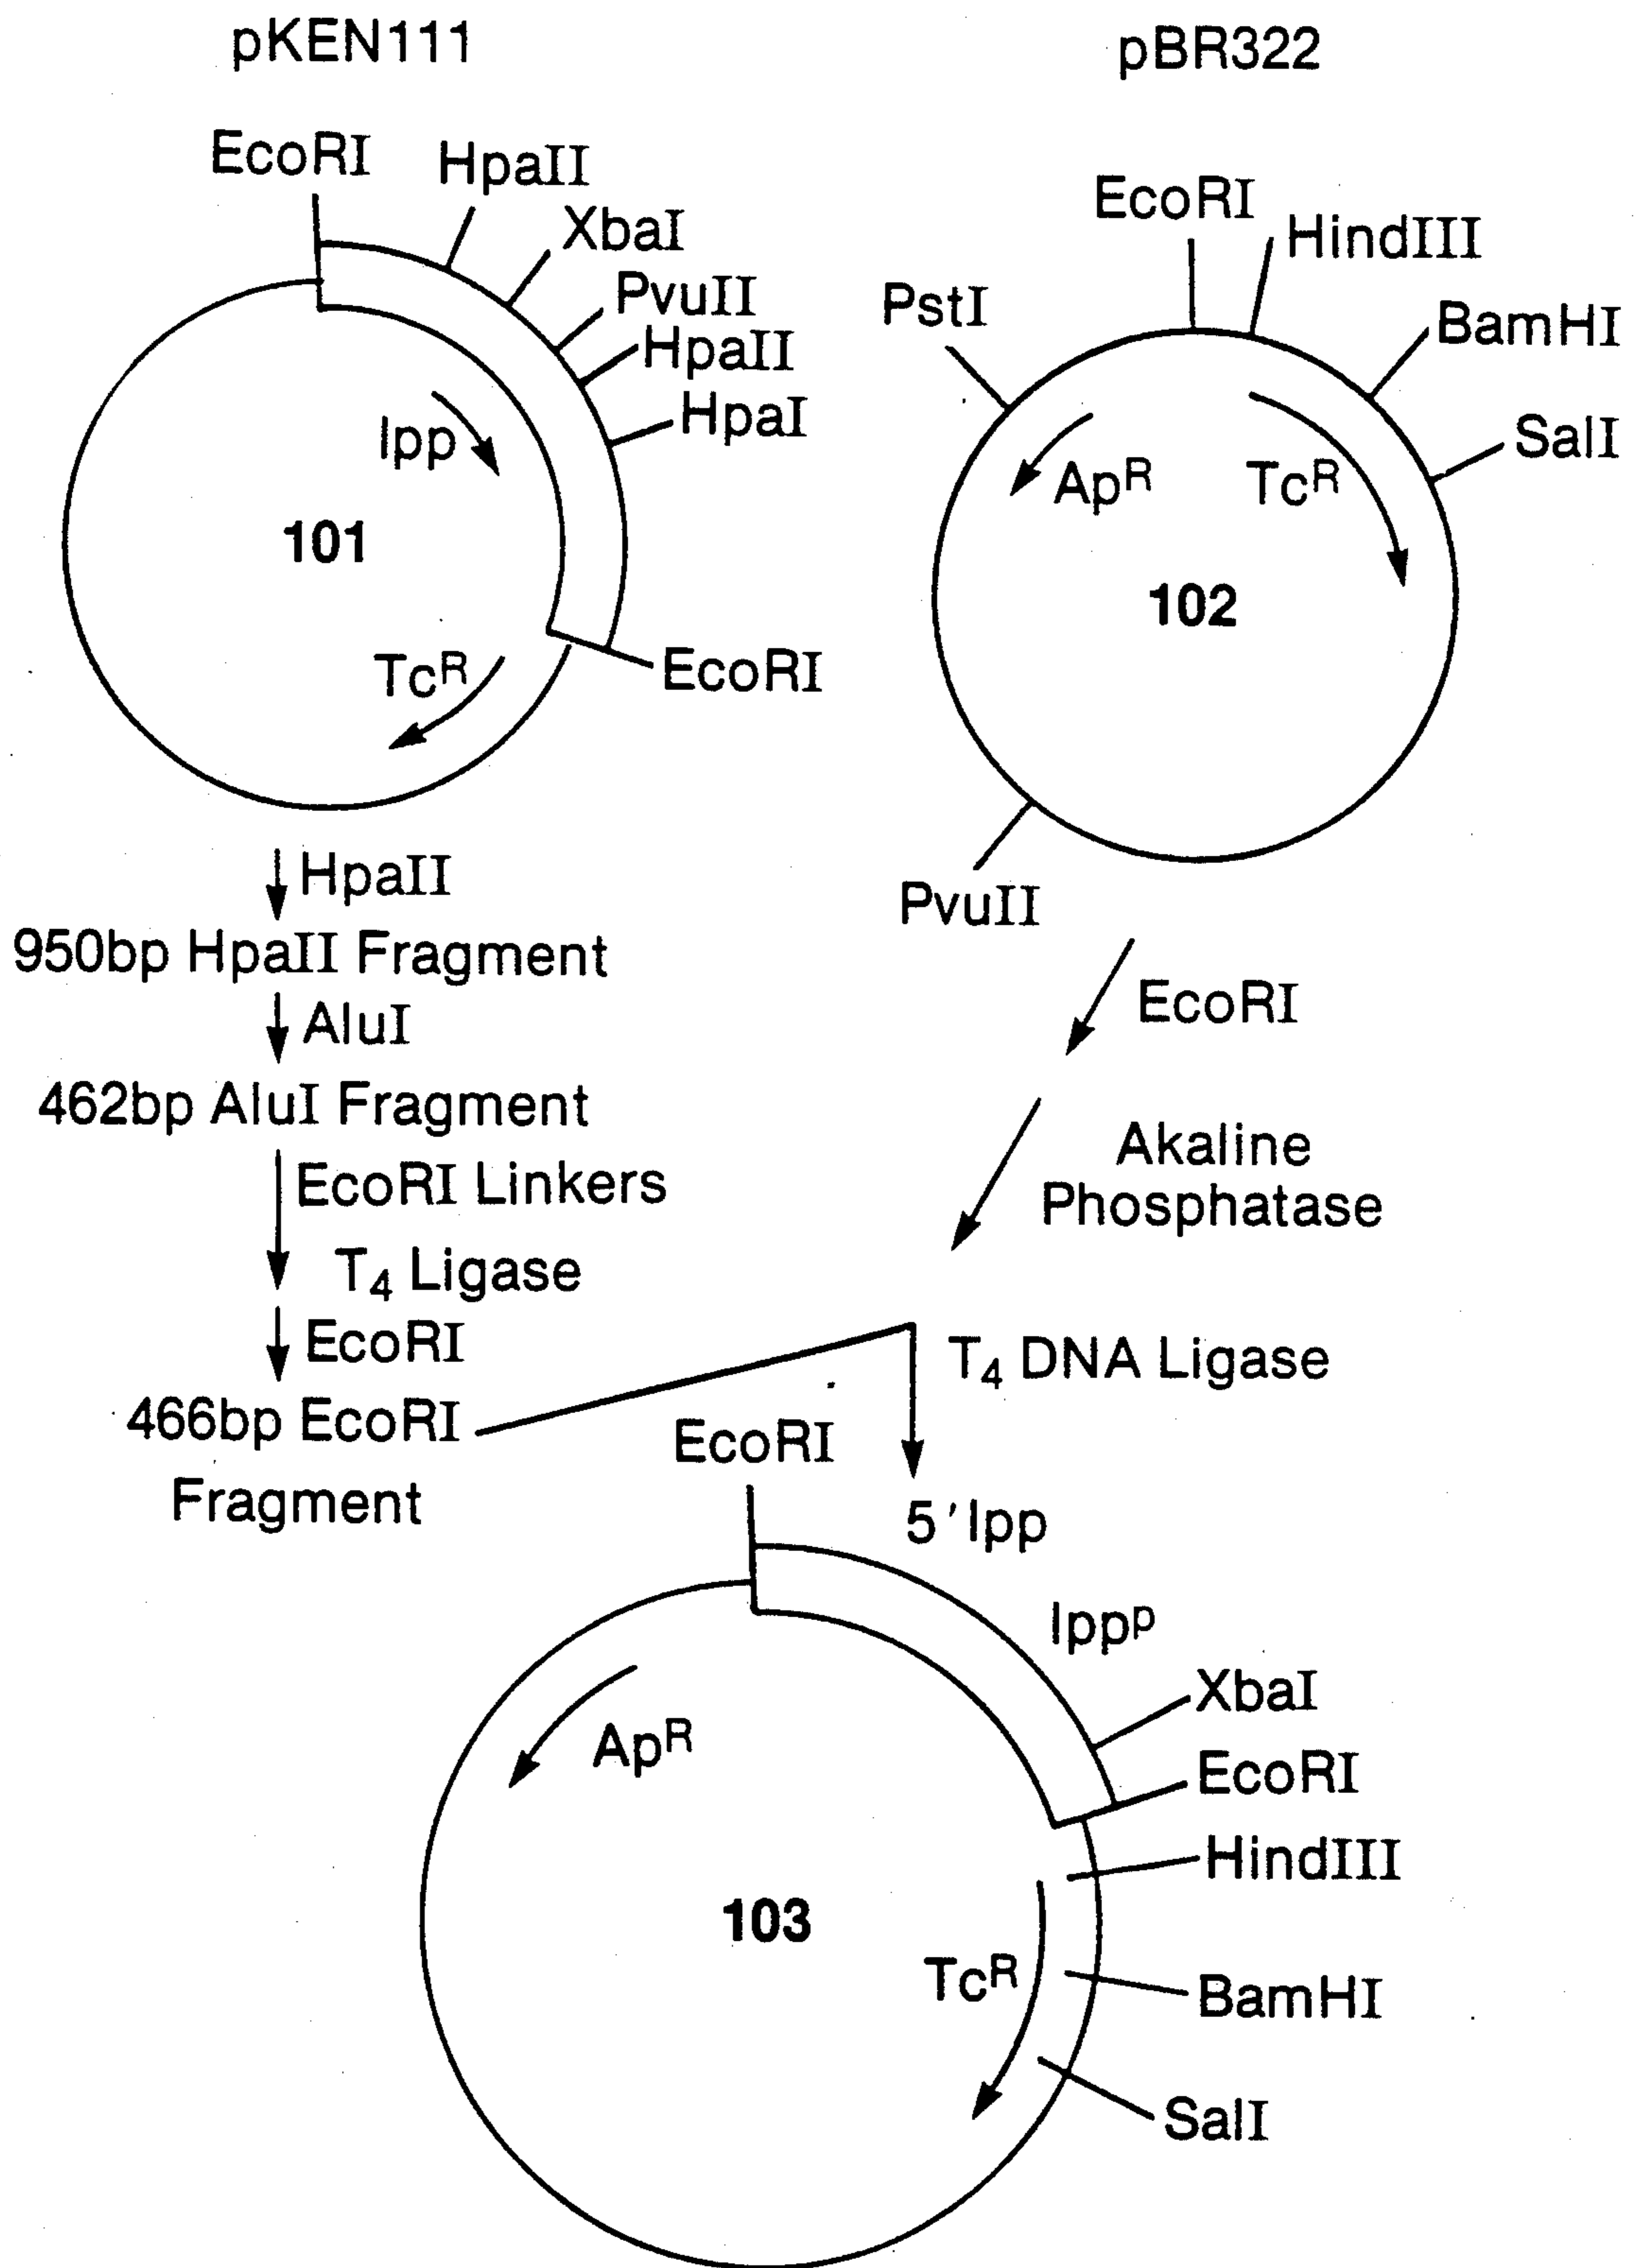 pKEN111
EcoRI
HpaII
XbaI
PvuII
HpaII
HpaI
lpp
101
TcR
EcoRI
HpaII
950bp HpaII Fragment
AluI
462bp AluI Fragment
EcoRI Linkers
T4 Ligase
EcoRI
466bp EcoRI
Fragment
pBR322
EcoRI
HindIII
PstI
BamHI
SalI
ApR
TcR
102
PvuII
EcoRI
Akaline
Phosphatase
T4 DNA Ligase
EcoRI
5'lpp
lppp
XbaI
EcoRI
HindIII
ApR
103
TcR
BamHI
SalI